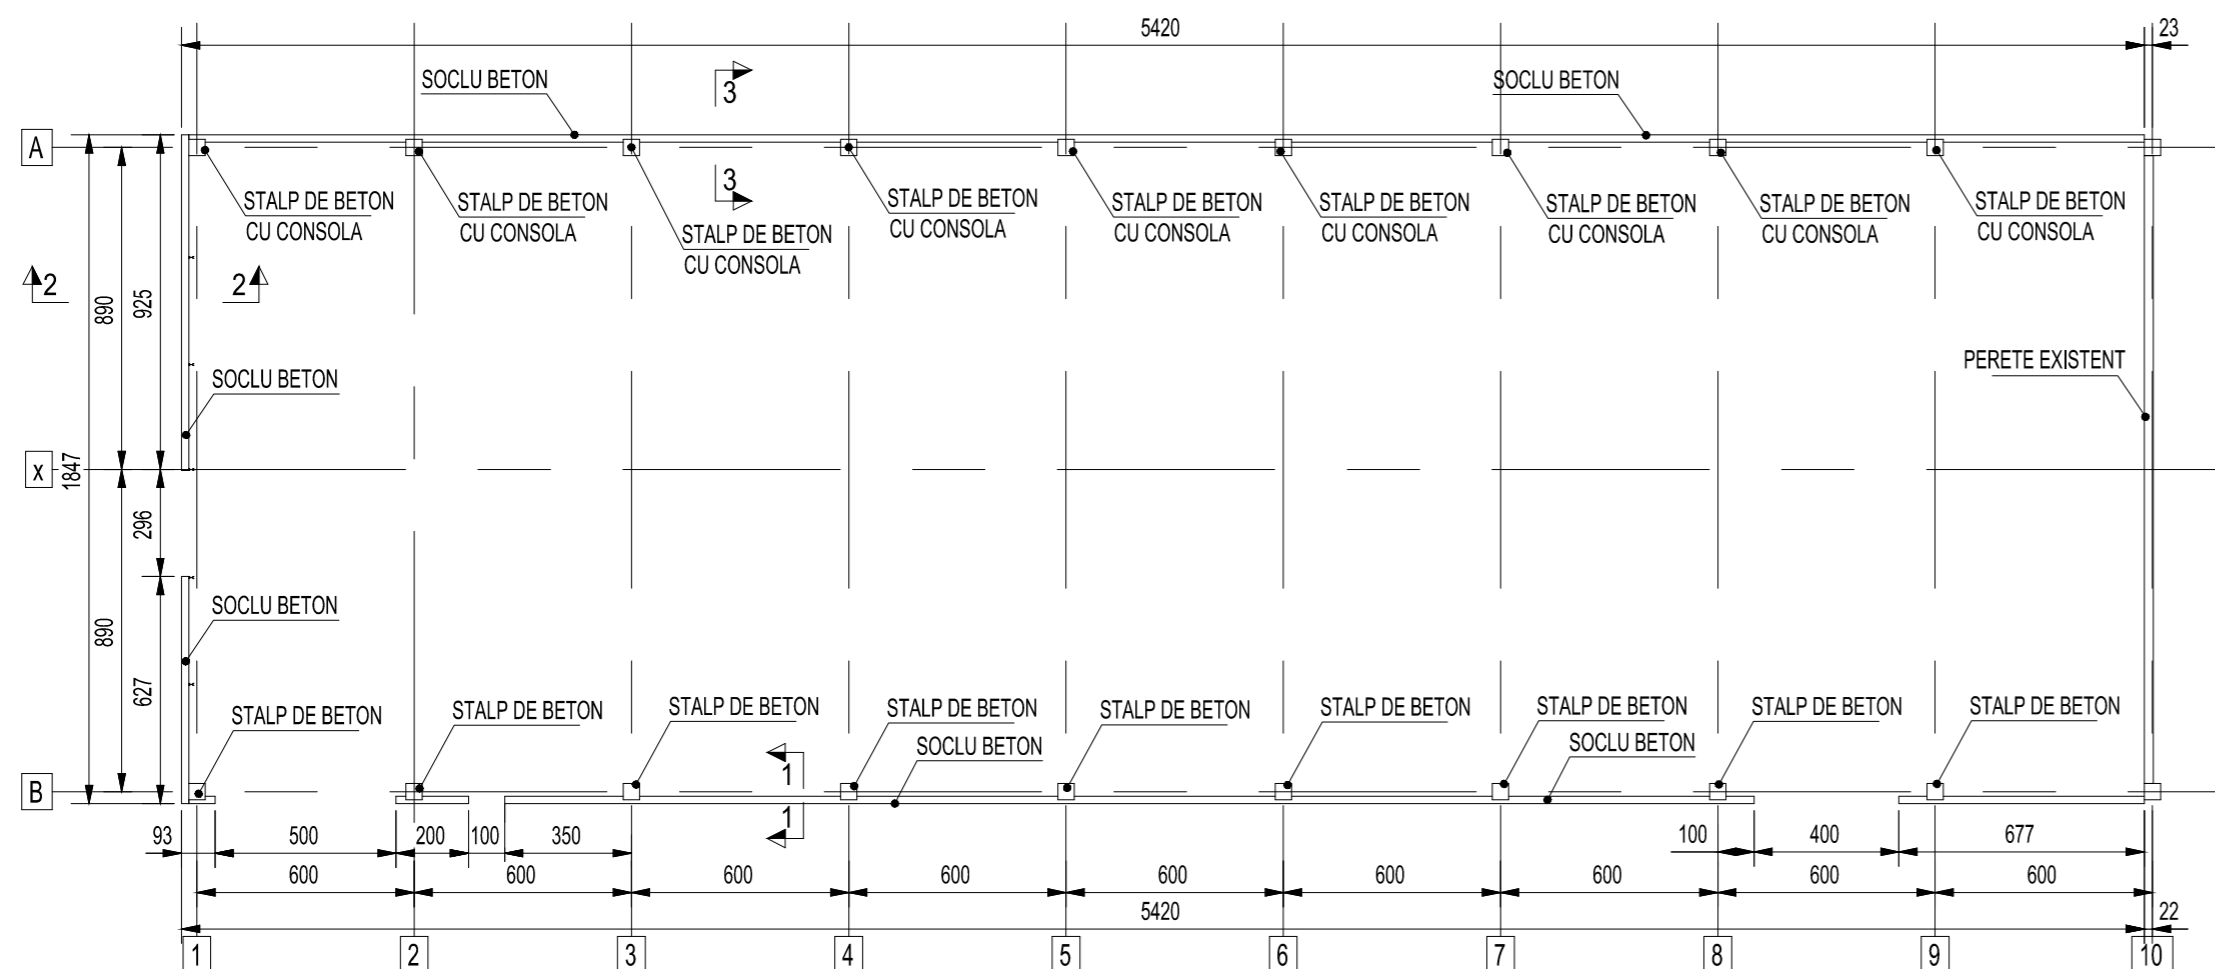 5420
23
SOCLU BETON
3
SOCLU BETON
A
3
STALP DE BETON
CU CONSOLA
STALP DE BETON
CU CONSOLA
STALP DE BETON
CU CONSOLA
STALP DE BETON
CU CONSOLA
STALP DE BETON
CU CONSOLA
STALP DE BETON
CU CONSOLA
STALP DE BETON
CU CONSOLA
STALP DE BETON
CU CONSOLA
STALP DE BETON
CU CONSOLA
2
2
890
925
PERETE EXISTENT
SOCLU BETON
x
1847
296
SOCLU BETON
890
627
STALP DE BETON
STALP DE BETON
STALP DE BETON
STALP DE BETON
STALP DE BETON
STALP DE BETON
STALP DE BETON
STALP DE BETON
STALP DE BETON
SOCLU BETON
SOCLU BETON
1
B
1
93
500
200
100
350
100
400
677
600
600
600
600
600
600
600
600
600
5420
22
1
2
3
4
5
6
7
8
9
10